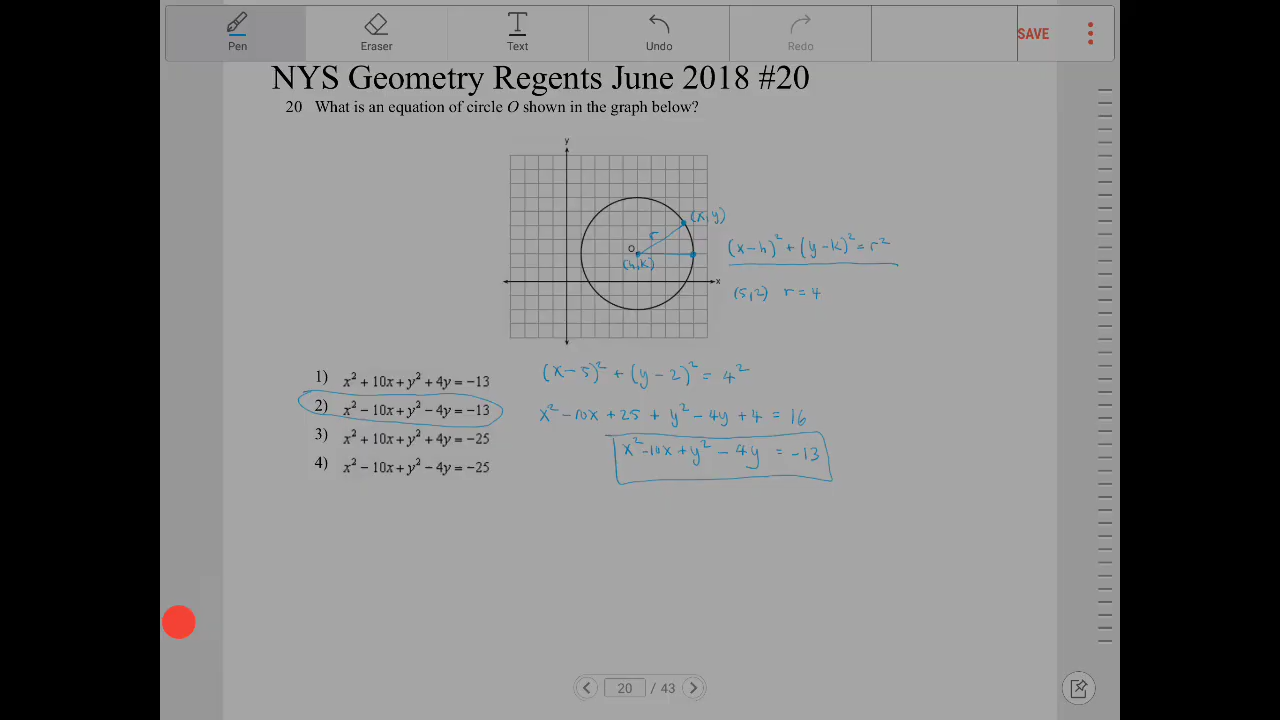 Pen Eraser Text Undo Redo SAVE
NYS Geometry Regents June 2018 #20
20 What is an equation of circle O shown in the graph below?
y
(x,y)
r
O
(h,k)
x
(x-h)² + (y-k)² = r²
(5,2) r = 4
1) x² + 10x + y² + 4y = −13
2) x² − 10x + y² − 4y = −13
3) x² + 10x + y² + 4y = −25
4) x² − 10x + y² − 4y = −25
(x-5)² + (y-2)² = 4²
x² - 10x + 25 + y² - 4y + 4 = 16
x² - 10x + y² - 4y = -13
20 / 43